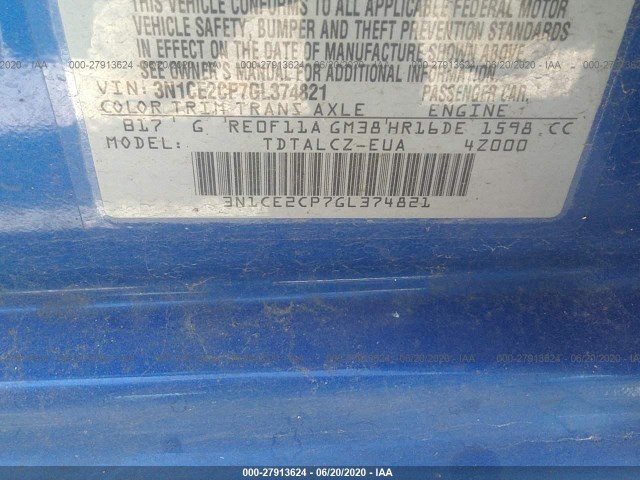 THIS VEHICLE CONFORMS TO ALL APPLICABLE FEDERAL MOTOR
VEHICLE SAFETY, BUMPER AND THEFT PREVENTION STANDARDS
IN EFFECT ON THE DATE OF MANUFACTURE SHOWN ABOVE.
SEE OWNER'S MANUAL FOR ADDITIONAL INFORMATION.
VIN: 3N1CE2CP7GL374821 PASSENGER CAR,
COLOR TRIM TRANS AXLE ENGINE
B17 G RE0F11A GM38 HR16DE 1598.CC
MODEL: TDTALCZ-EUA 4Z000
3N1CE2CP7GL374821
000-27913624 / 06/20/2020 / IAA